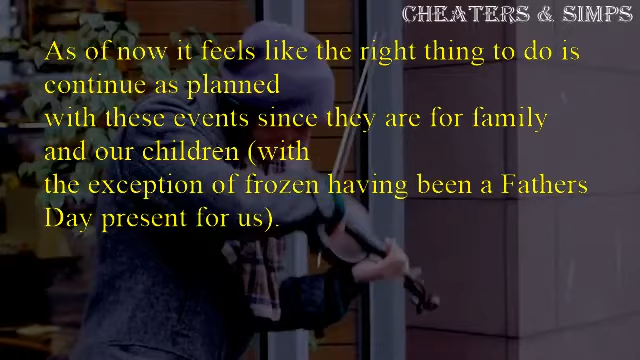 CHEATERS & SIMPS
As of now it feels like the right thing to do is
continue as planned
with these events since they are for family
and our children (with
the exception of frozen having been a Fathers
Day present for us).